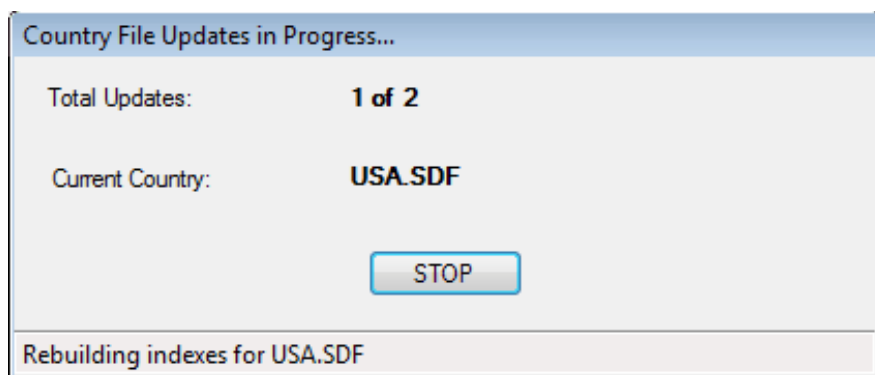 Country File Updates in Progress...
Total Updates: 1 of 2
Current Country: USA.SDF
STOP
Rebuilding indexes for USA.SDF